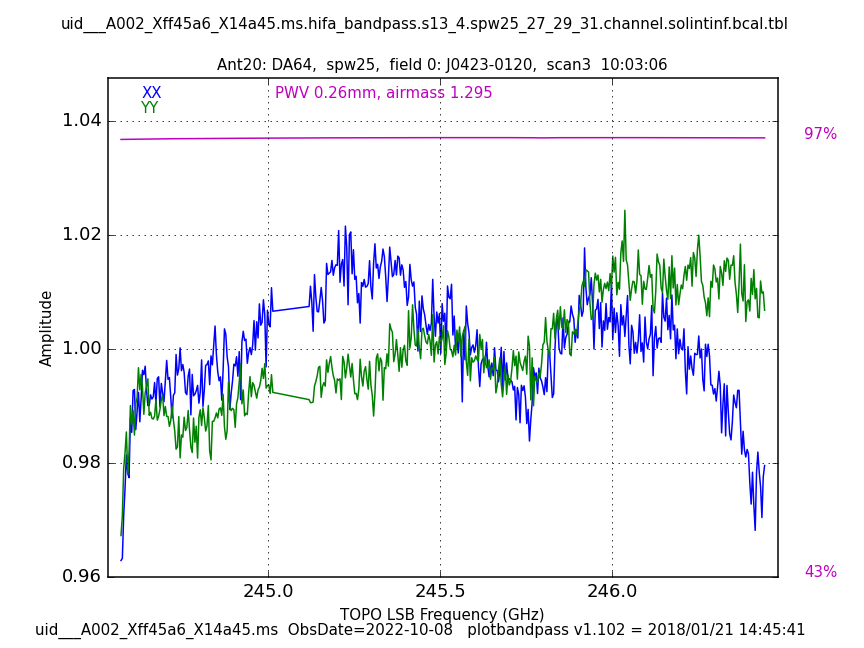 uid___A002_Xff45a6_X14a45.ms.hifa_bandpass.s13_4.spw25_27_29_31.channel.solintinf.bcal.tbl
Ant20: DA64,  spw25,  field 0: J0423-0120,  scan3  10:03:06
XX
PWV 0.26mm, airmass 1.295
YY
1.04
97%
1.02
1.00
0.98
0.96
43%
Amplitude
245.0
245.5
246.0
TOPO LSB Frequency (GHz)
uid___A002_Xff45a6_X14a45.ms  ObsDate=2022-10-08   plotbandpass v1.102 = 2018/01/21 14:45:41